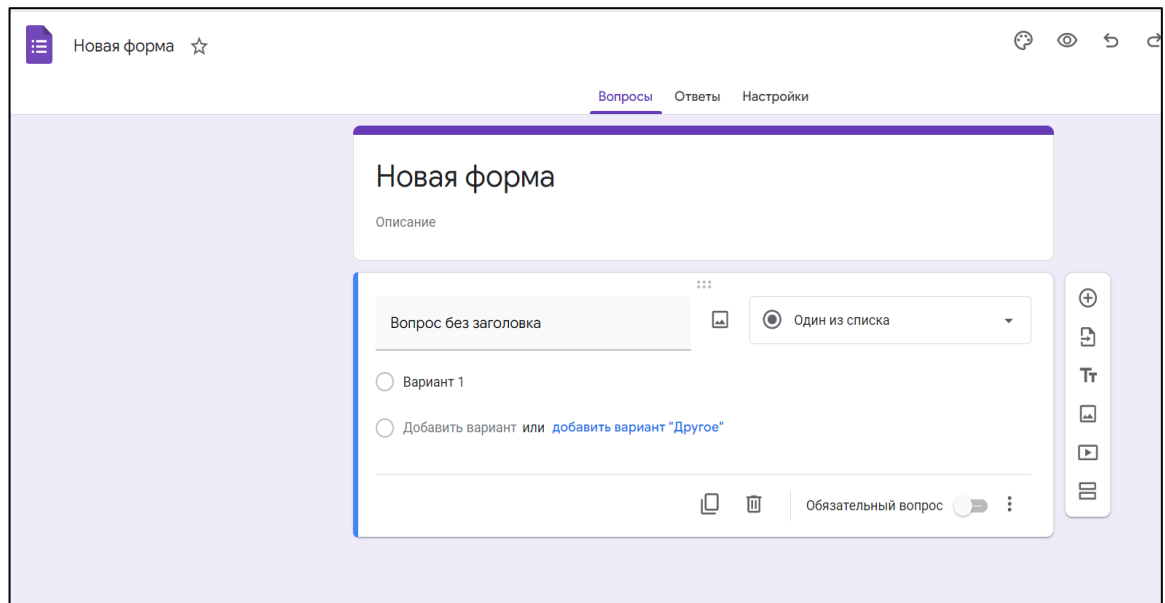 Новая форма
Вопросы Ответы Настройки
Новая форма
Описание
Вопрос без заголовка
Один из списка
Вариант 1
Добавить вариант или добавить вариант "Другое"
Обязательный вопрос